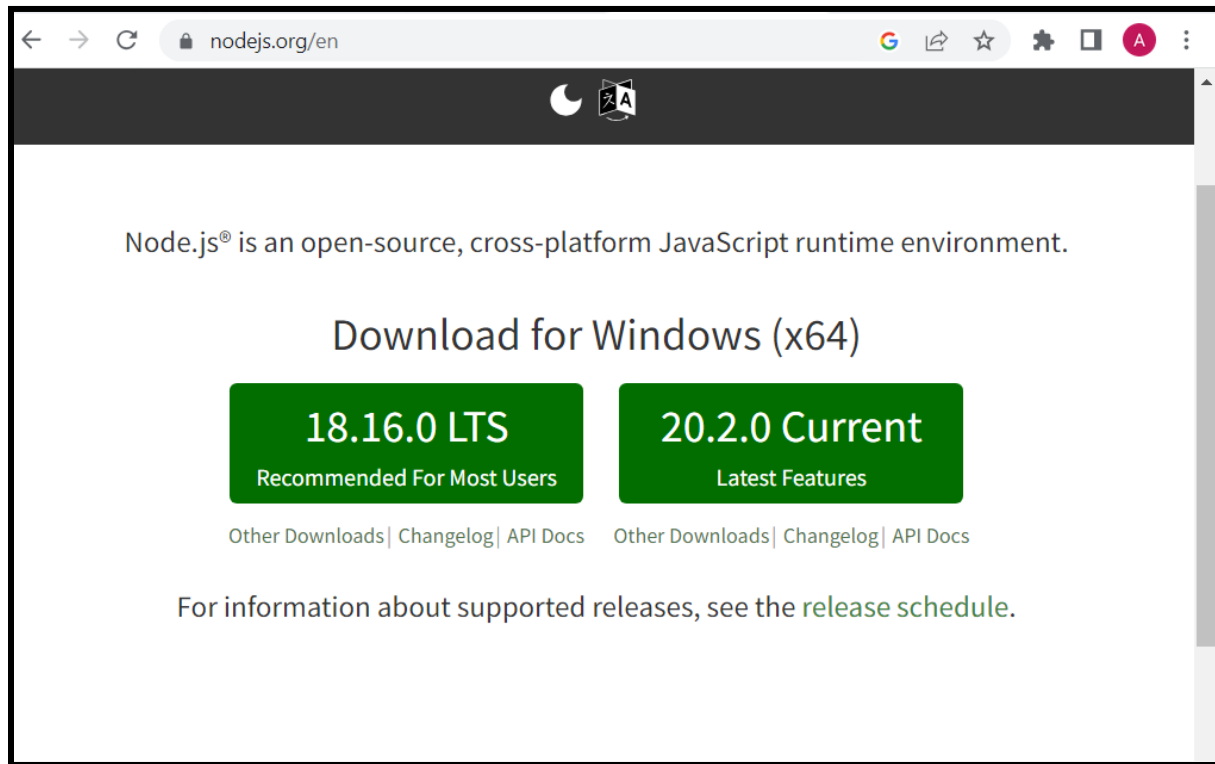 nodejs.org/en
G
A
文A
Node.js® is an open-source, cross-platform JavaScript runtime environment.
Download for Windows (x64)
18.16.0 LTS
Recommended For Most Users
20.2.0 Current
Latest Features
Other Downloads| Changelog| API Docs
Other Downloads| Changelog| API Docs
For information about supported releases, see the release schedule.